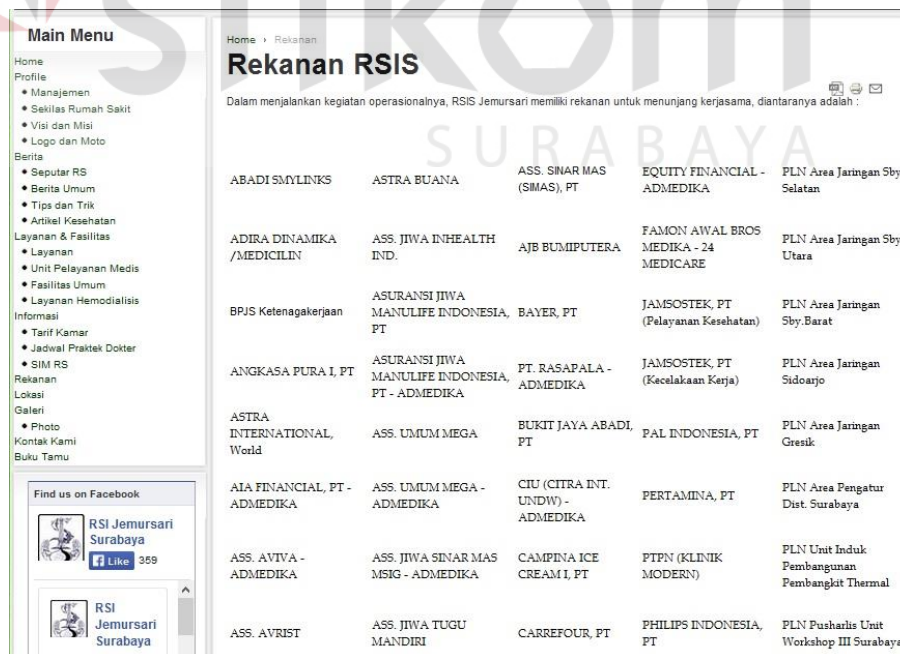 stikom
SURABAYA
Main Menu
Home
Profile
Manajemen
Sekilas Rumah Sakit
Visi dan Misi
Logo dan Moto
Berita
Seputar RS
Berita Umum
Tips dan Trik
Artikel Kesehatan
Layanan & Fasilitas
Layanan
Unit Pelayanan Medis
Fasilitas Umum
Layanan Hemodialisis
Informasi
Tarif Kamar
Jadwal Praktek Dokter
SIM RS
Rekanan
Lokasi
Galeri
Photo
Kontak Kami
Buku Tamu
Find us on Facebook
RSI Jemursari
Surabaya
Like 359
RSI
Jemursari
Surabaya
Home Rekanan
Rekanan RSIS
Dalam menjalankan kegiatan operasionalnya, RSIS Jemursari memiliki rekanan untuk menunjang kerjasama, diantaranya adalah :
ABADI SMYLINKS
ASTRA BUANA
ASS. SINAR MAS
(SIMAS), PT
EQUITY FINANCIAL -
ADMEDIKA
PLN Area Jaringan Sby
Selatan
ADIRA DINAMIKA
/MEDICILIN
ASS. JIWA INHEALTH
IND.
AJB BUMIPUTERA
FAMON AWAL BROS
MEDIKA - 24
MEDICARE
PLN Area Jaringan Sby
Utara
BPJS Ketenagakerjaan
ASURANSI JIWA
MANULIFE INDONESIA,
PT
BAYER, PT
JAMSOSTEK, PT
(Pelayanan Kesehatan)
PLN Area Jaringan
Sby.Barat
ANGKASA PURA I, PT
ASURANSI JIWA
MANULIFE INDONESIA,
PT - ADMEDIKA
PT. RASAPALA -
ADMEDIKA
JAMSOSTEK, PT
(Kecelakaan Kerja)
PLN Area Jaringan
Sidoarjo
ASTRA
INTERNATIONAL,
World
ASS. UMUM MEGA
BUKIT JAYA ABADI,
PT
PAL INDONESIA, PT
PLN Area Jaringan
Gresik
AIA FINANCIAL, PT -
ADMEDIKA
ASS. UMUM MEGA -
ADMEDIKA
CIU (CITRA INT.
UNDW) -
ADMEDIKA
PERTAMINA, PT
PLN Area Pengatur
Dist. Surabaya
ASS. AVIVA -
ADMEDIKA
ASS. JIWA SINAR MAS
MSIG - ADMEDIKA
CAMPINA ICE
CREAM I, PT
PTPN (KLINIK
MODERN)
PLN Unit Induk
Pembangunan
Pembangkit Thermal
ASS. AVRIST
ASS. JIWA TUGU
MANDIRI
CARREFOUR, PT
PHILIPS INDONESIA,
PT
PLN Pusharlis Unit
Workshop III Surabaya